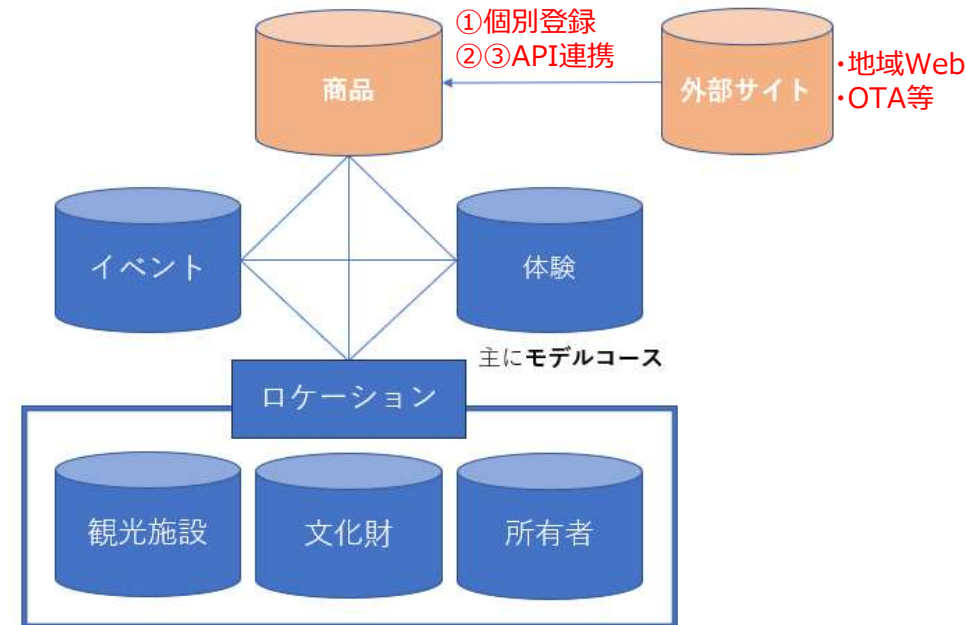 ①個別登録
②③API連携
商品
外部サイト
・地域Web
・OTA等
イベント
体験
主にモデルコース
ロケーション
観光施設
文化財
所有者